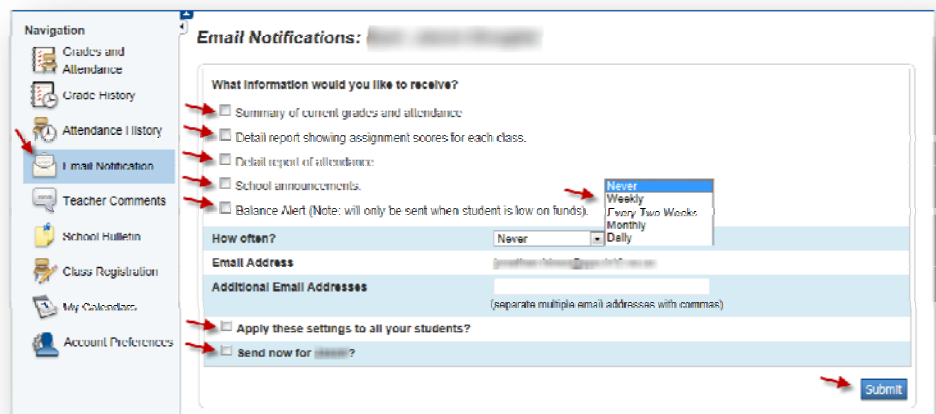 Navigation
Grades and
Attendance
Grade History
Attendance History
Email Notification
Teacher Comments
School Bulletin
Class Registration
My Calendars
Account Preferences
Email Notifications:
What information would you like to receive?
Summary of current grades and attendance
Detail report showing assignment scores for each class.
Detail report of attendance
School announcements.
Balance Alert (Note: will only be sent when student is low on funds).
Never
Weekly
Every Two Weeks
Monthly
Daily
How often?
Never
Email Address
Additional Email Addresses
(separate multiple email addresses with commas)
Apply these settings to all your students?
Send now for ?
Submit